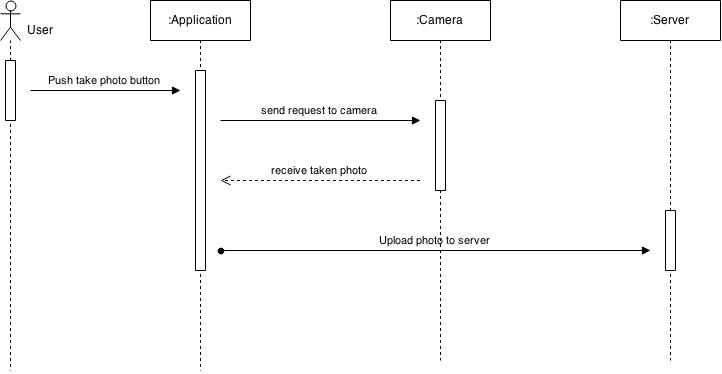 User
:Application
:Camera
:Server
Push take photo button
send request to camera
receive taken photo
Upload photo to server